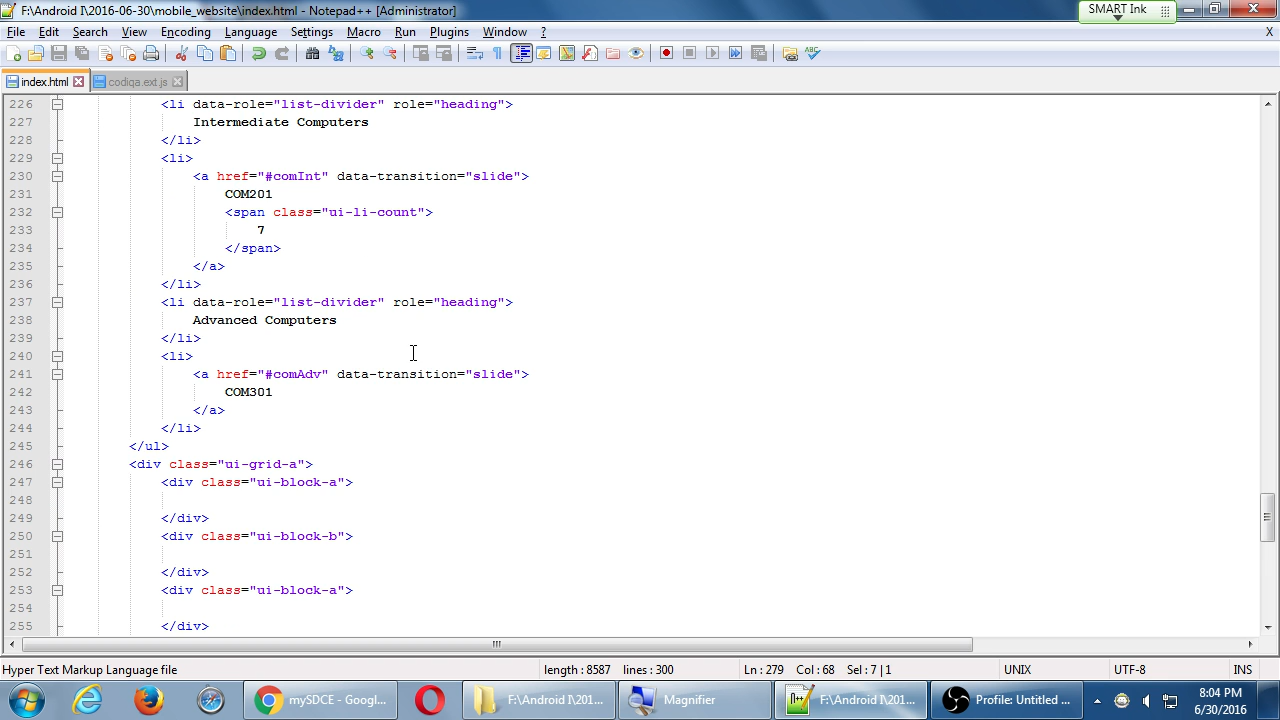 F:\Android I\2016-06-30\mobile_website\index.html - Notepad++ [Administrator]
SMART Ink
File Edit Search View Encoding Language Settings Macro Run Plugins Window ? X
index.html codiqa.ext.js
226 <li data-role="list-divider" role="heading">
227 Intermediate Computers
228 </li>
229 <li>
230 <a href="#comInt" data-transition="slide">
231 COM201
232 <span class="ui-li-count">
233 7
234 </span>
235 </a>
236 </li>
237 <li data-role="list-divider" role="heading">
238 Advanced Computers
239 </li>
240 <li>
241 <a href="#comAdv" data-transition="slide">
242 COM301
243 </a>
244 </li>
245 </ul>
246 <div class="ui-grid-a">
247 <div class="ui-block-a">
248
249 </div>
250 <div class="ui-block-b">
251
252 </div>
253 <div class="ui-block-a">
254
255 </div>
Hyper Text Markup Language file length : 8587 lines : 300 Ln : 279 Col : 68 Sel : 7 | 1 UNIX UTF-8 INS
mySDCE - Googl... F:\Android I\201... Magnifier F:\Android I\201... Profile: Untitled ... 8:04 PM
6/30/2016